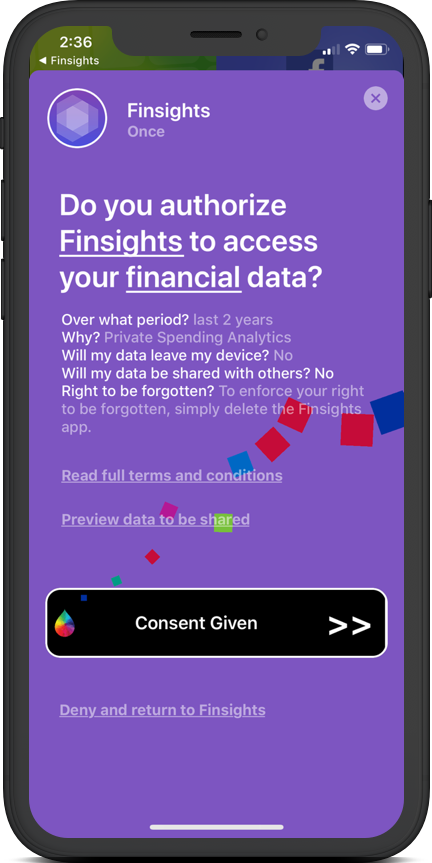 2:36
◀ Finsights
Finsights
Once
Do you authorize
Finsights to access
your financial data?
Over what period? last 2 years
Why? Private Spending Analytics
Will my data leave my device? No
Will my data be shared with others? No
Right to be forgotten? To enforce your right
to be forgotten, simply delete the Finsights
app.
Read full terms and conditions
Preview data to be shared
Consent Given >>
Deny and return to Finsights